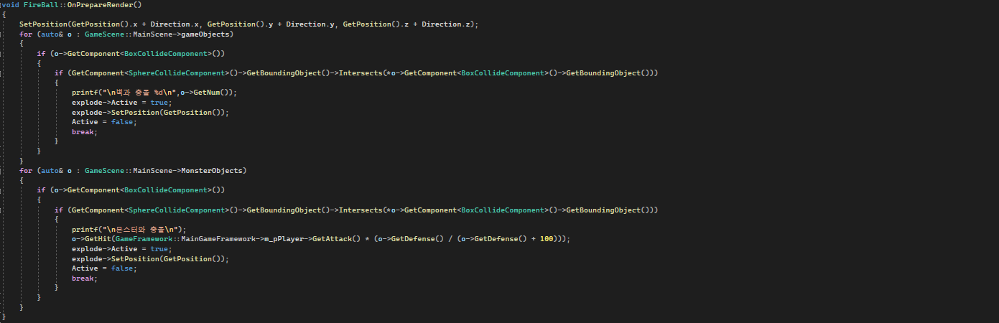 void FireBall::OnPrepareRender()
{
    SetPosition(GetPosition().x + Direction.x, GetPosition().y + Direction.y, GetPosition().z + Direction.z);
    for (auto& o : GameScene::MainScene->gameObjects)
    {
        if (o->GetComponent<BoxCollideComponent>())
        {
            if (GetComponent<SphereCollideComponent>()->GetBoundingObject()->Intersects(*o->GetComponent<BoxCollideComponent>()->GetBoundingObject()))
            {
                printf("\n벽과 충돌 %d\n",o->GetNum());
                explode->Active = true;
                explode->SetPosition(GetPosition());
                Active = false;
                break;
            }
        }
    }
    for (auto& o : GameScene::MainScene->MonsterObjects)
    {
        if (o->GetComponent<BoxCollideComponent>())
        {
            if (GetComponent<SphereCollideComponent>()->GetBoundingObject()->Intersects(*o->GetComponent<BoxCollideComponent>()->GetBoundingObject()))
            {
                printf("\n몬스터와 충돌\n");
                o->GetHit(GameFramework::MainGameFramework->m_pPlayer->GetAttack() * (o->GetDefense() / (o->GetDefense() + 100)));
                explode->Active = true;
                explode->SetPosition(GetPosition());
                Active = false;
                break;
            }
        }
    }
}